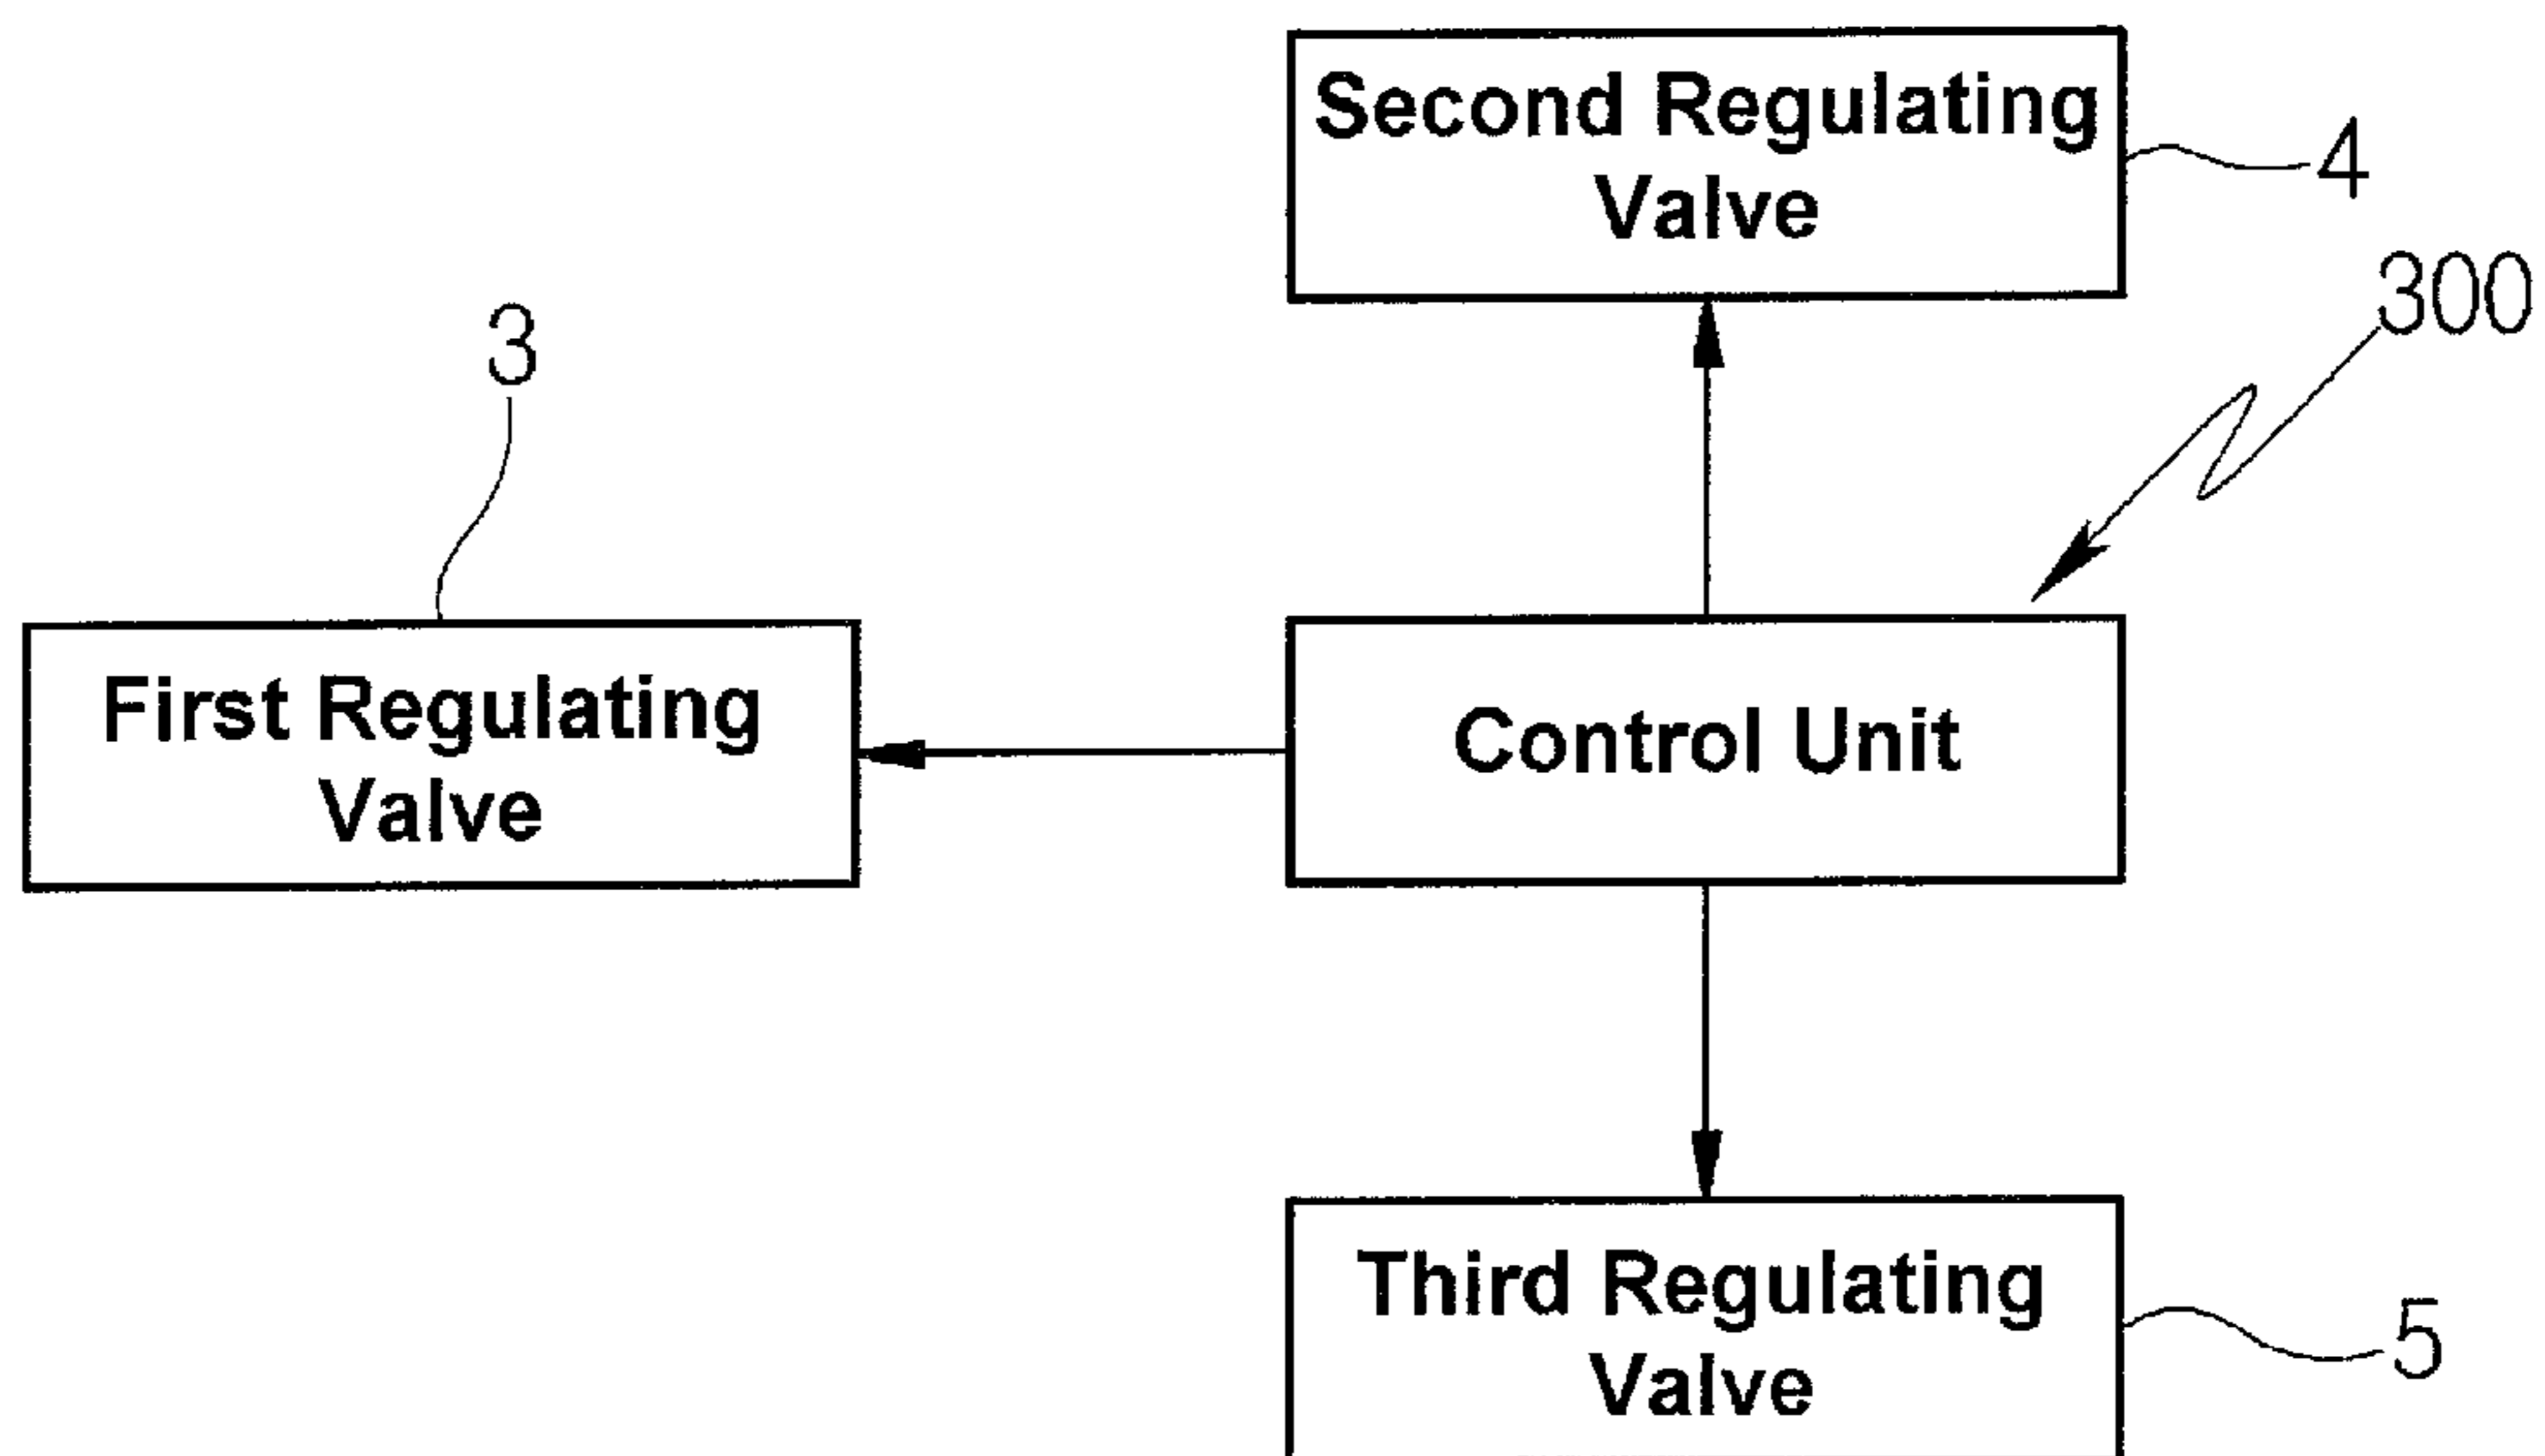 Second Regulating
Valve
4
300
3
First Regulating
Valve
Control Unit
Third Regulating
Valve
5